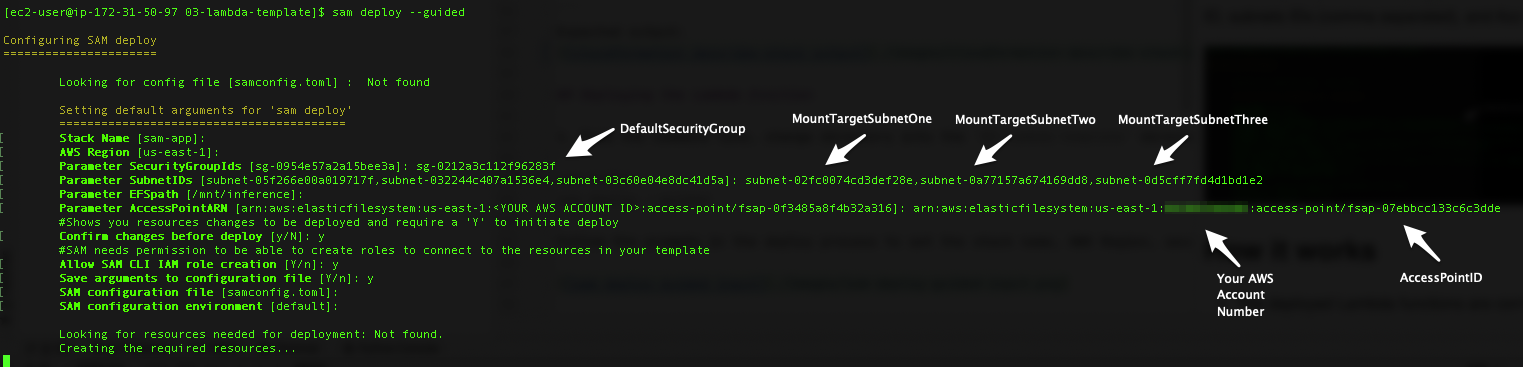 [ec2-user@ip-172-31-50-97 03-lambda-template]$ sam deploy --guided
Configuring SAM deploy
======================
Looking for config file [samconfig.toml] :  Not found
Setting default arguments for 'sam deploy'
=========================================
Stack Name [sam-app]:
AWS Region [us-east-1]:
Parameter SecurityGroupIds [sg-0954e57a2a15bee3a]: sg-0212a3c112f96283f
Parameter SubnetIDs [subnet-05f266e00a019717f,subnet-032244c407a1536e4,subnet-03c60e04e8dc41d5a]: subnet-02fc0074cd3def28e,subnet-0a77157a674169dd8,subnet-0d5cff7fd4d1bd1e2
Parameter EFSpath [/mnt/inference]:
Parameter AccessPointARN [arn:aws:elasticfilesystem:us-east-1:<YOUR AWS ACCOUNT ID>:access-point/fsap-0f3485a8f4b32a316]: arn:aws:elasticfilesystem:us-east-1: :access-point/fsap-07ebbcc133c6c3dde
#Shows you resources changes to be deployed and require a 'Y' to initiate deploy
Confirm changes before deploy [y/N]: y
#SAM needs permission to be able to create roles to connect to the resources in your template
Allow SAM CLI IAM role creation [Y/n]: y
Save arguments to configuration file [Y/n]: y
SAM configuration file [samconfig.toml]:
SAM configuration environment [default]:
Looking for resources needed for deployment: Not found.
Creating the required resources...
DefaultSecurityGroup
MountTargetSubnetOne
MountTargetSubnetTwo
MountTargetSubnetThree
Your AWS
Account
Number
AccessPointID